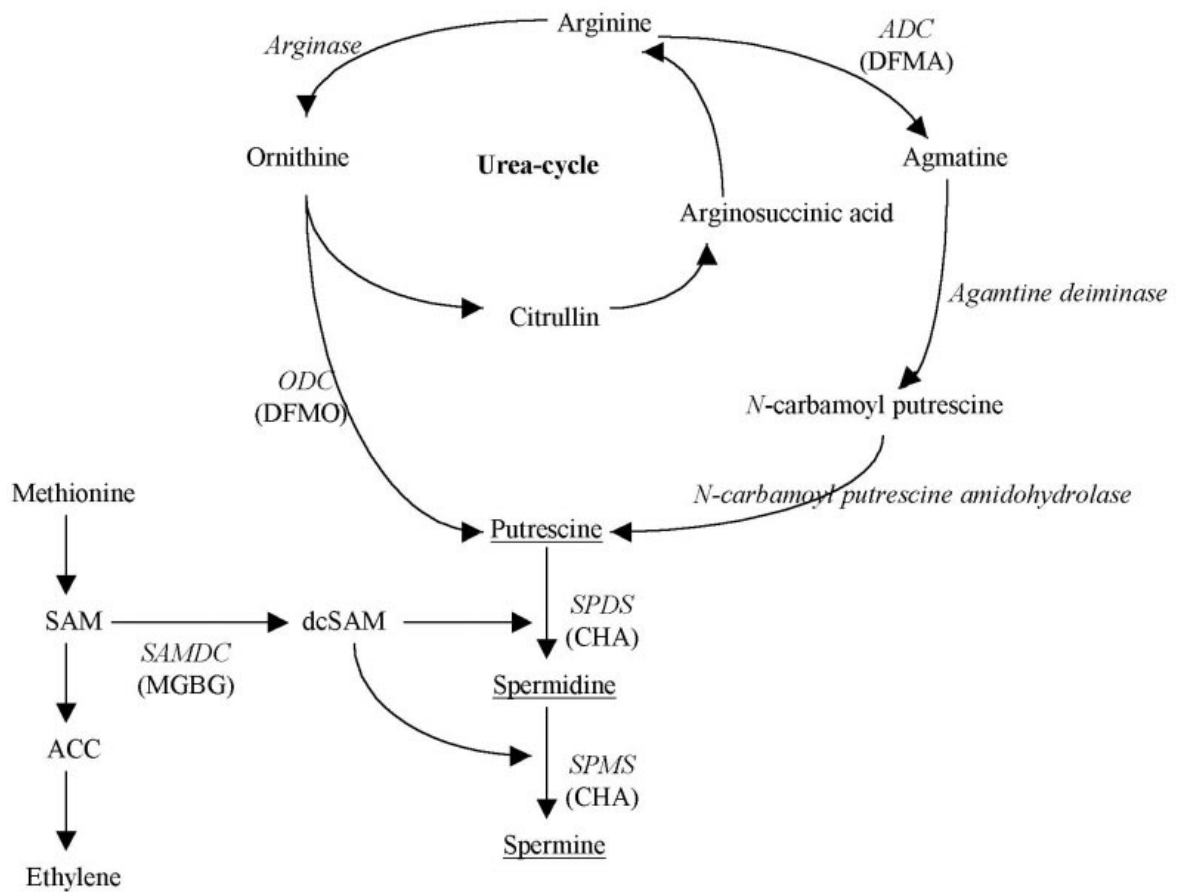 Arginine
Arginase
ADC
(DFMA)
Ornithine
Urea-cycle
Agmatine
Arginosuccinic acid
Agamtine deiminase
Citrullin
ODC
(DFMO)
N-carbamoyl putrescine
Methionine
N-carbamoyl putrescine amidohydrolase
Putrescine
SAM
dcSAM
SPDS
(CHA)
SAMDC
(MGBG)
Spermidine
ACC
SPMS
(CHA)
Spermine
Ethylene